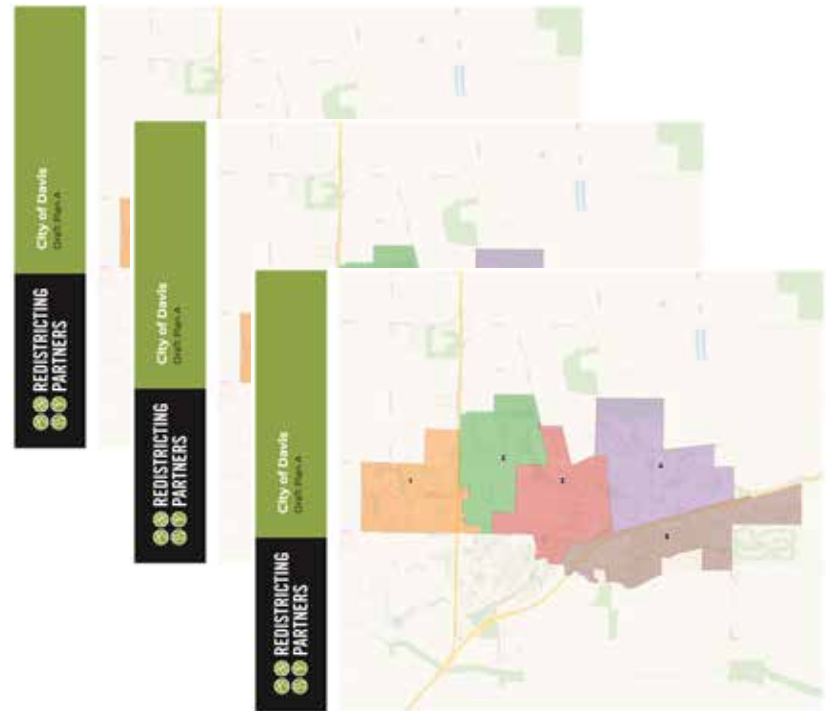 City of Davis
Draft Plan A
REDISTRICTING
PARTNERS
City of Davis
Draft Plan A
REDISTRICTING
PARTNERS
City of Davis
Draft Plan A
REDISTRICTING
PARTNERS